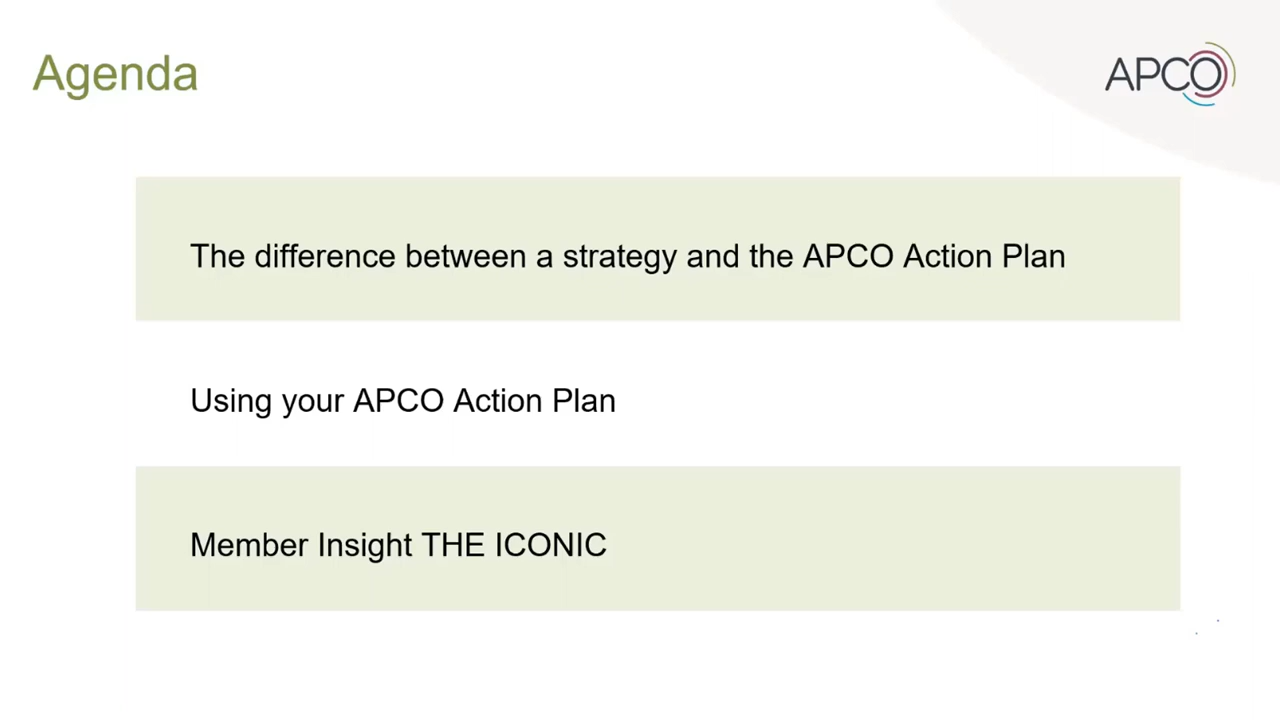 Agenda
APCO
The difference between a strategy and the APCO Action Plan
Using your APCO Action Plan
Member Insight THE ICONIC